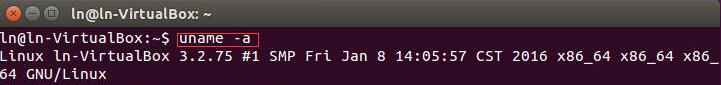 ln@ln-VirtualBox: ~
ln@ln-VirtualBox:~$ uname -a
Linux ln-VirtualBox 3.2.75 #1 SMP Fri Jan 8 14:05:57 CST 2016 x86_64 x86_64 x86_
64 GNU/Linux